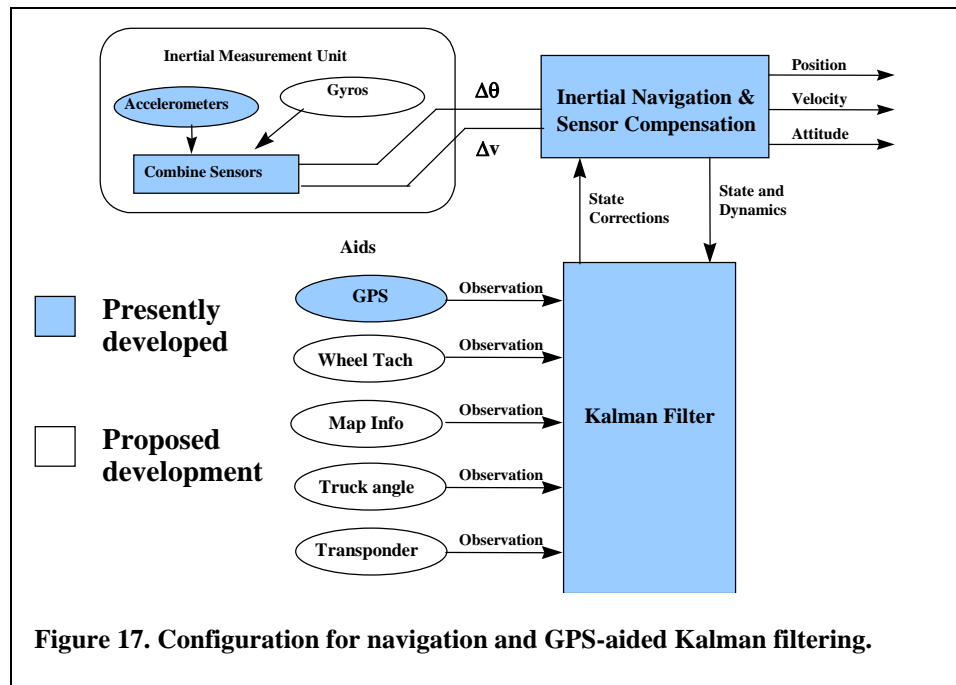 Inertial Measurement Unit
Accelerometers
Gyros
Combine Sensors
Δθ
Δv
Inertial Navigation &
Sensor Compensation
Position
Velocity
Attitude
State
Corrections
State and
Dynamics
Aids
GPS
Observation
Wheel Tach
Observation
Map Info
Observation
Truck angle
Observation
Transponder
Observation
Kalman Filter
Presently
developed
Proposed
development
Figure 17. Configuration for navigation and GPS-aided Kalman filtering.